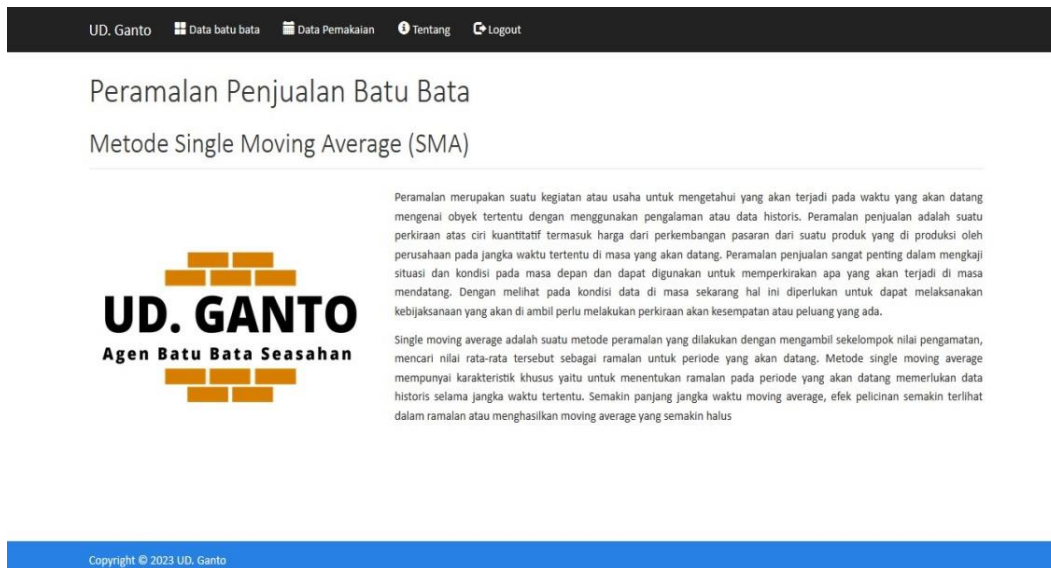 UD. Ganto Data batu bata Data Pemakaian Tentang Logout
Peramalan Penjualan Batu Bata
Metode Single Moving Average (SMA)
UD. GANTO
Agen Batu Bata Seasahan
Peramalan merupakan suatu kegiatan atau usaha untuk mengetahui yang akan terjadi pada waktu yang akan datang
mengenai obyek tertentu dengan menggunakan pengalaman atau data historis. Peramalan penjualan adalah suatu
perkiraan atas ciri kuantitatif termasuk harga dari perkembangan pasaran dari suatu produk yang di produksi oleh
perusahaan pada jangka waktu tertentu di masa yang akan datang. Peramalan penjualan sangat penting dalam mengkaji
situasi dan kondisi pada masa depan dan dapat digunakan untuk memperkirakan apa yang akan terjadi di masa
mendatang. Dengan melihat pada kondisi data di masa sekarang hal ini diperlukan untuk dapat melaksanakan
kebijaksanaan yang akan di ambil perlu melakukan perkiraan akan kesempatan atau peluang yang ada.
Single moving average adalah suatu metode peramalan yang dilakukan dengan mengambil sekelompok nilai pengamatan,
mencari nilai rata-rata tersebut sebagai ramalan untuk periode yang akan datang. Metode single moving average
mempunyai karakteristik khusus yaitu untuk menentukan ramalan pada periode yang akan datang memerlukan data
historis selama jangka waktu tertentu. Semakin panjang jangka waktu moving average, efek pelicinan semakin terlihat
dalam ramalan atau menghasilkan moving average yang semakin halus
Copyright © 2023 UD. Ganto